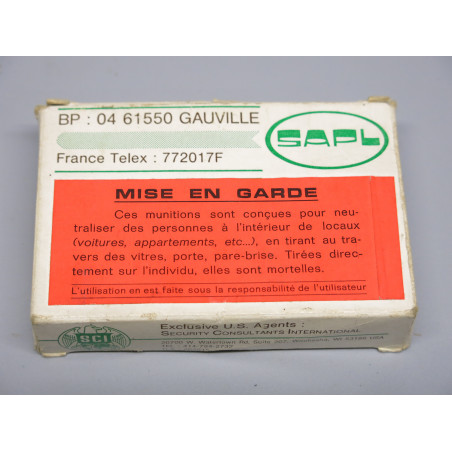 BP : 04 61550 GAUVILLE
SAPL
France Telex : 772017F
MISE EN GARDE
Ces munitions sont conçues pour neu-
traliser des personnes à l'intérieur de locaux
(voitures, appartements, etc...), en tirant au tra-
vers des vitres, porte, pare-brise. Tirées direc-
tement sur l'individu, elles sont mortelles.
L'utilisation en est faite sous la responsabilité de l'utilisateur
Exclusive U.S. Agents :
SECURITY CONSULTANTS INTERNATIONAL
SCI
W. Watertown Rd,
USA